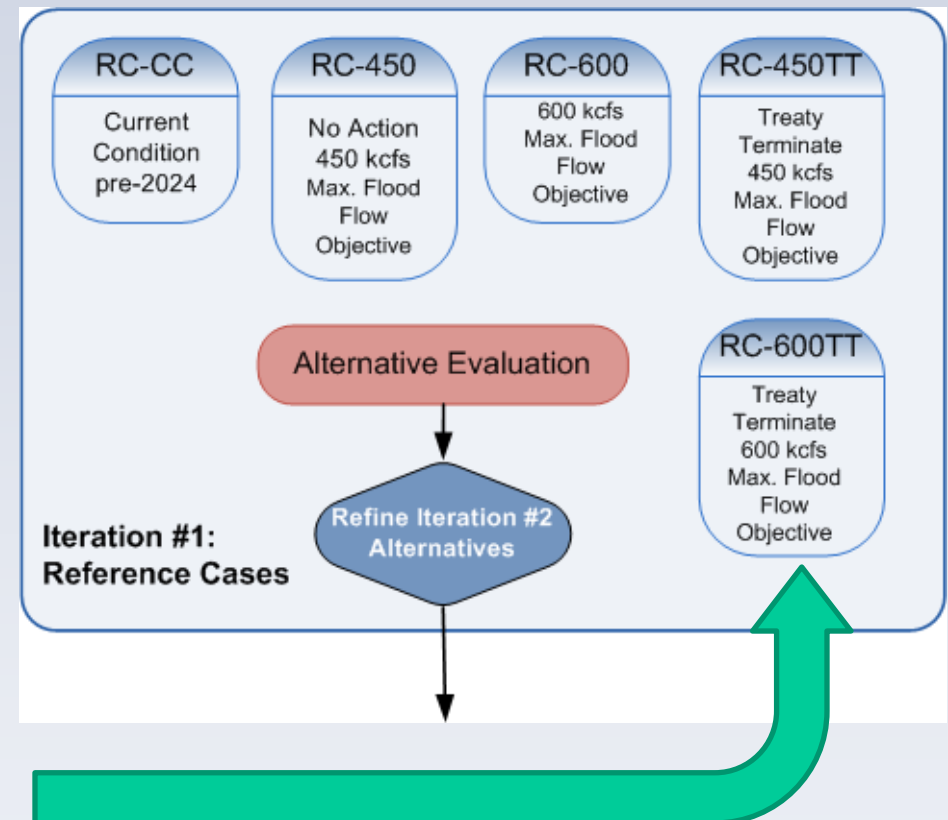 RC-CC
Current
Condition
pre-2024
RC-450
No Action
450 kcfs
Max. Flood
Flow
Objective
RC-600
600 kcfs
Max. Flood
Flow
Objective
RC-450TT
Treaty
Terminate
450 kcfs
Max. Flood
Flow
Objective
Alternative Evaluation
RC-600TT
Treaty
Terminate
600 kcfs
Max. Flood
Flow
Objective
Refine Iteration #2
Alternatives
Iteration #1:
Reference Cases